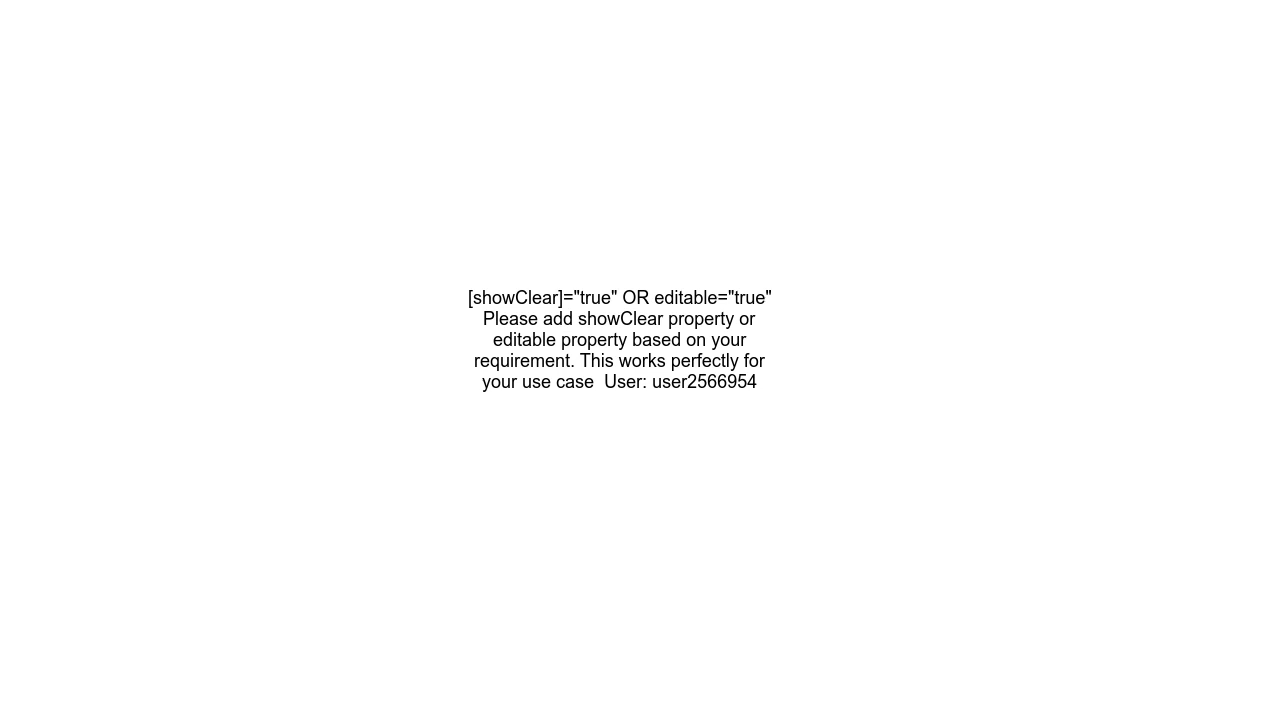 [showClear]="true" OR editable="true"
Please add showClear property or
editable property based on your
requirement. This works perfectly for
your use case  User: user2566954